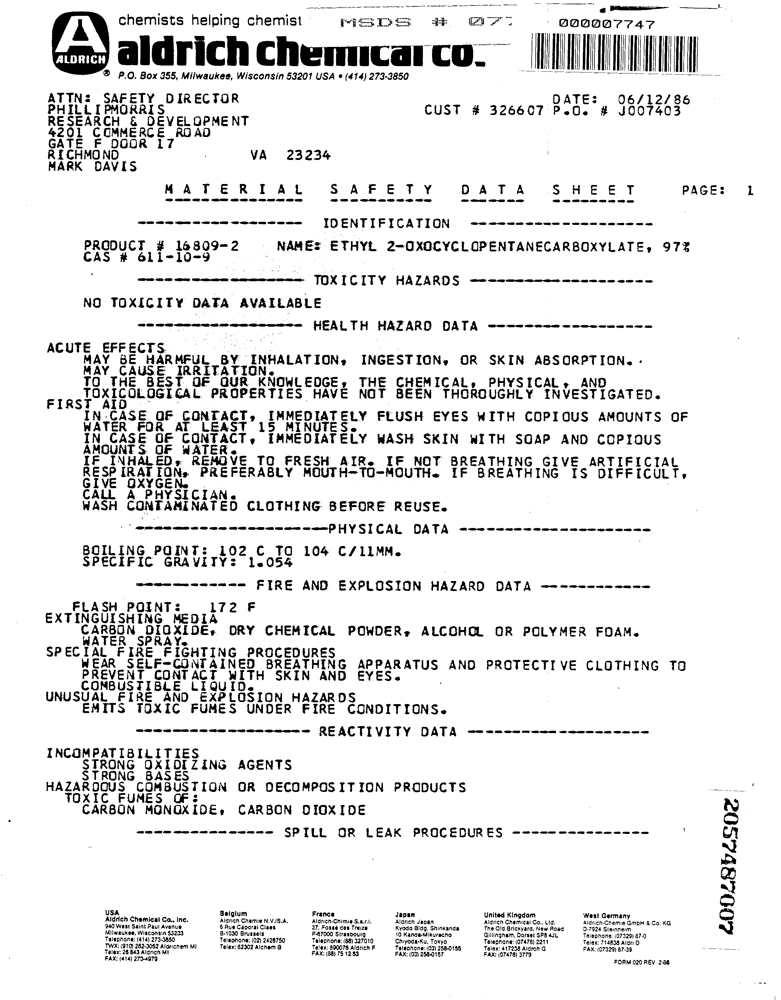 chemists helping chemist
MSDS # 077
000007747
ALDRICH
aldrich chemical co.
P.O. Box 355, Milwaukee, Wisconsin 53201 USA • (414) 273-3850
ATTN: SAFETY DIRECTOR
PHILLIPMORRIS
RESEARCH & DEVELOPMENT
4201 COMMERCE ROAD
GATE F DOOR 17
RICHMOND VA 23234
MARK DAVIS
DATE: 06/12/86
CUST # 326607 P.O. # J007403
MATERIAL SAFETY DATA SHEET PAGE: 1
IDENTIFICATION
PRODUCT # 16809-2 NAME: ETHYL 2-OXOCYCLOPENTANECARBOXYLATE, 97%
CAS # 611-10-9
TOXICITY HAZARDS
NO TOXICITY DATA AVAILABLE
HEALTH HAZARD DATA
ACUTE EFFECTS
MAY BE HARMFUL BY INHALATION, INGESTION, OR SKIN ABSORPTION.
MAY CAUSE IRRITATION.
TO THE BEST OF OUR KNOWLEDGE, THE CHEMICAL, PHYSICAL, AND
TOXICOLOGICAL PROPERTIES HAVE NOT BEEN THOROUGHLY INVESTIGATED.
FIRST AID
IN CASE OF CONTACT, IMMEDIATELY FLUSH EYES WITH COPIOUS AMOUNTS OF
WATER FOR AT LEAST 15 MINUTES.
IN CASE OF CONTACT, IMMEDIATELY WASH SKIN WITH SOAP AND COPIOUS
AMOUNTS OF WATER.
IF INHALED, REMOVE TO FRESH AIR. IF NOT BREATHING GIVE ARTIFICIAL
RESPIRATION, PREFERABLY MOUTH-TO-MOUTH. IF BREATHING IS DIFFICULT,
GIVE OXYGEN.
CALL A PHYSICIAN.
WASH CONTAMINATED CLOTHING BEFORE REUSE.
PHYSICAL DATA
BOILING POINT: 102 C TO 104 C/11MM.
SPECIFIC GRAVITY: 1.054
FIRE AND EXPLOSION HAZARD DATA
FLASH POINT: 172 F
EXTINGUISHING MEDIA
CARBON DIOXIDE, DRY CHEMICAL POWDER, ALCOHOL OR POLYMER FOAM.
WATER SPRAY.
SPECIAL FIRE FIGHTING PROCEDURES
WEAR SELF-CONTAINED BREATHING APPARATUS AND PROTECTIVE CLOTHING TO
PREVENT CONTACT WITH SKIN AND EYES.
COMBUSTIBLE LIQUID.
UNUSUAL FIRE AND EXPLOSION HAZARDS
EMITS TOXIC FUMES UNDER FIRE CONDITIONS.
REACTIVITY DATA
INCOMPATIBILITIES
STRONG OXIDIZING AGENTS
STRONG BASES
HAZARDOUS COMBUSTION OR DECOMPOSITION PRODUCTS
TOXIC FUMES OF:
CARBON MONOXIDE, CARBON DIOXIDE
SPILL OR LEAK PROCEDURES
2057487007
USA
Aldrich Chemical Co., Inc.
940 West Saint Paul Avenue
Milwaukee, Wisconsin 53233
Telephone: (414) 273-3850
TWX: (910) 262-3052 Aldrichem MI
Telex: 26 843 Aldrich MI
FAX: (414) 273-4979
Belgium
Aldrich Chemie N.V./S.A.
6 Rue Caporal Claes
B-1030 Brussels
Telephone: (02) 2428750
Telex: 62302 Alchem B
France
Aldrich-Chimie S.a.r.l.
27, Fosse des Treize
F-67000 Strasbourg
Telephone: (88) 327010
Telex: 890076 Aldrich F
FAX: (88) 75 12 83
Japan
Aldrich Japan
Kyodo Bldg. Shinkanda
10 Kanda-Mikuracho
Chiyoda-Ku, Tokyo
Telephone: (03) 258-0155
FAX: (03) 258-0157
United Kingdom
Aldrich Chemical Co., Ltd.
The Old Brickyard, New Road
Gillingham, Dorset SP8 4JL
Telephone: (07476) 2211
Telex: 417238 Aldrch G
FAX: (07476) 3779
West Germany
Aldrich-Chemie GmbH & Co. KG
D-7924 Steinheim
Telephone: (07329) 87-0
Telex: 714838 Aldri D
FAX: (07329) 87-39
FORM 020 REV. 2-86